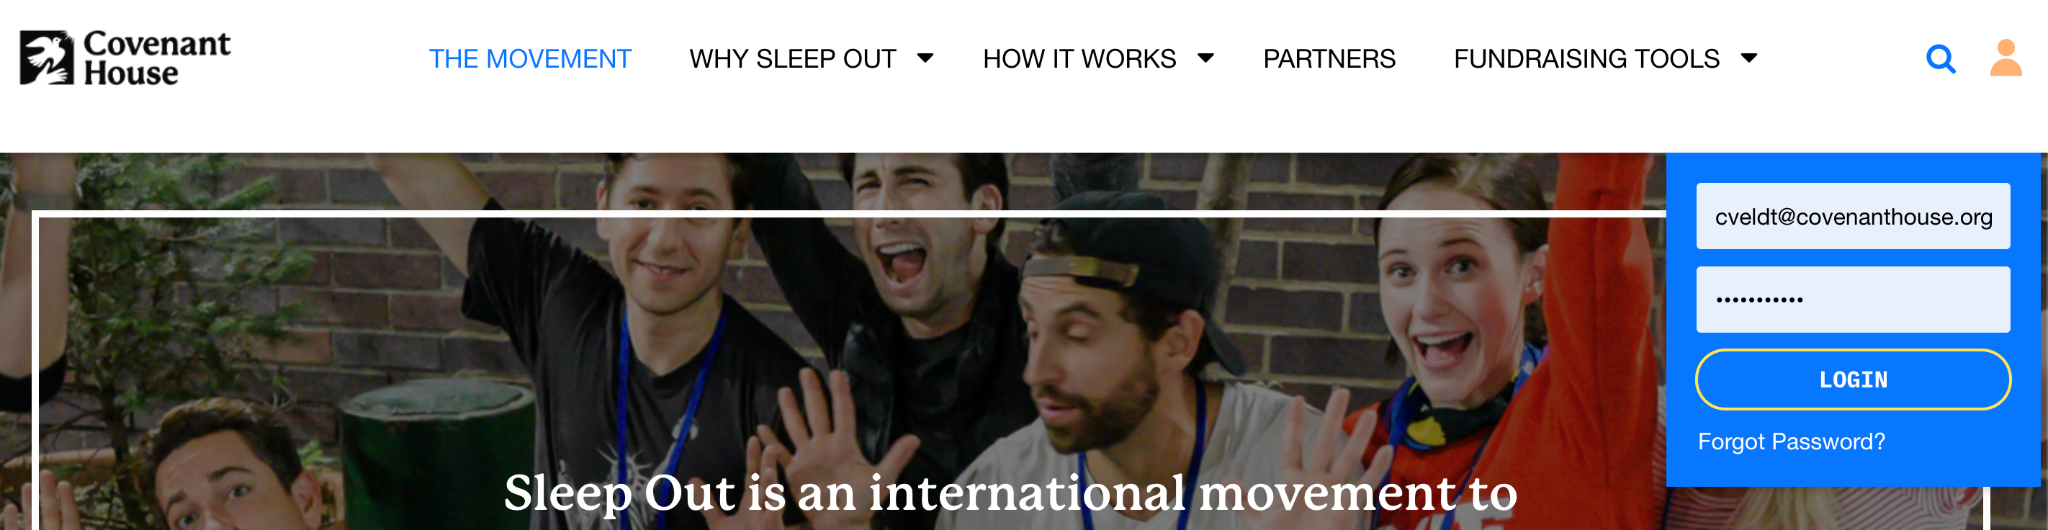 Covenant
House
THE MOVEMENT
WHY SLEEP OUT
HOW IT WORKS
PARTNERS
FUNDRAISING TOOLS
cveldt@covenanthouse.org
•••••••••••
LOGIN
Forgot Password?
Sleep Out is an international movement to